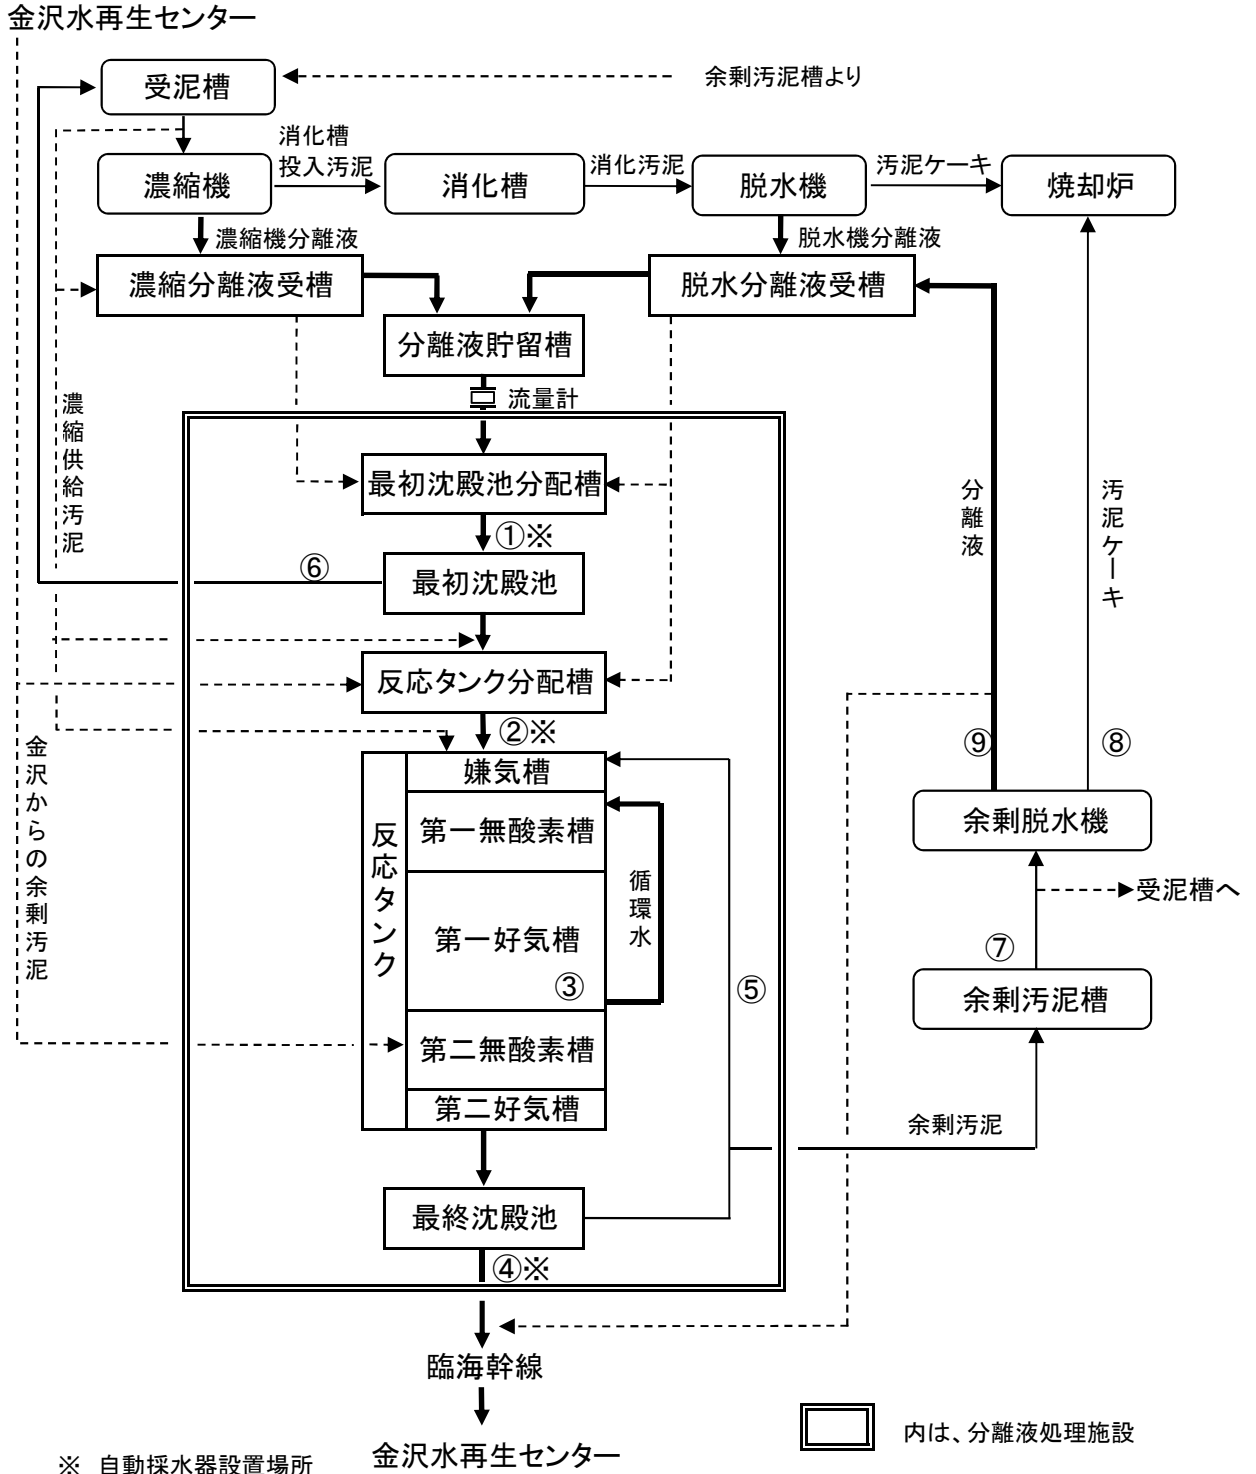 金沢水再生センター
受泥槽
余剰汚泥槽より
消化槽
投入汚泥
消化汚泥
汚泥ケーキ
濃縮機
消化槽
脱水機
焼却炉
濃縮機分離液
脱水機分離液
濃縮分離液受槽
脱水分離液受槽
分離液貯留槽
流量計
濃縮供給汚泥
最初沈殿池分配槽
分離液
汚泥ケーキ
①※
⑥
最初沈殿池
反応タンク分配槽
②※
⑨
⑧
金沢からの余剰汚泥
反応タンク
嫌気槽
第一無酸素槽
循環水
第一好気槽
③
⑤
第二無酸素槽
第二好気槽
余剰脱水機
受泥槽へ
⑦
余剰汚泥槽
余剰汚泥
最終沈殿池
④※
臨海幹線
金沢水再生センター
内は、分離液処理施設
※ 自動採水器設置場所